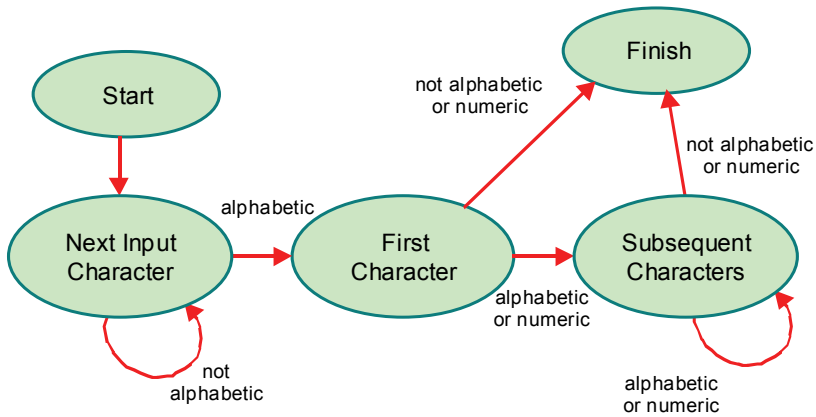 Finish
Start
not alphabetic
or numeric
not alphabetic
or numeric
alphabetic
Next Input
Character
First
Character
Subsequent
Characters
alphabetic
or numeric
not
alphabetic
alphabetic
or numeric